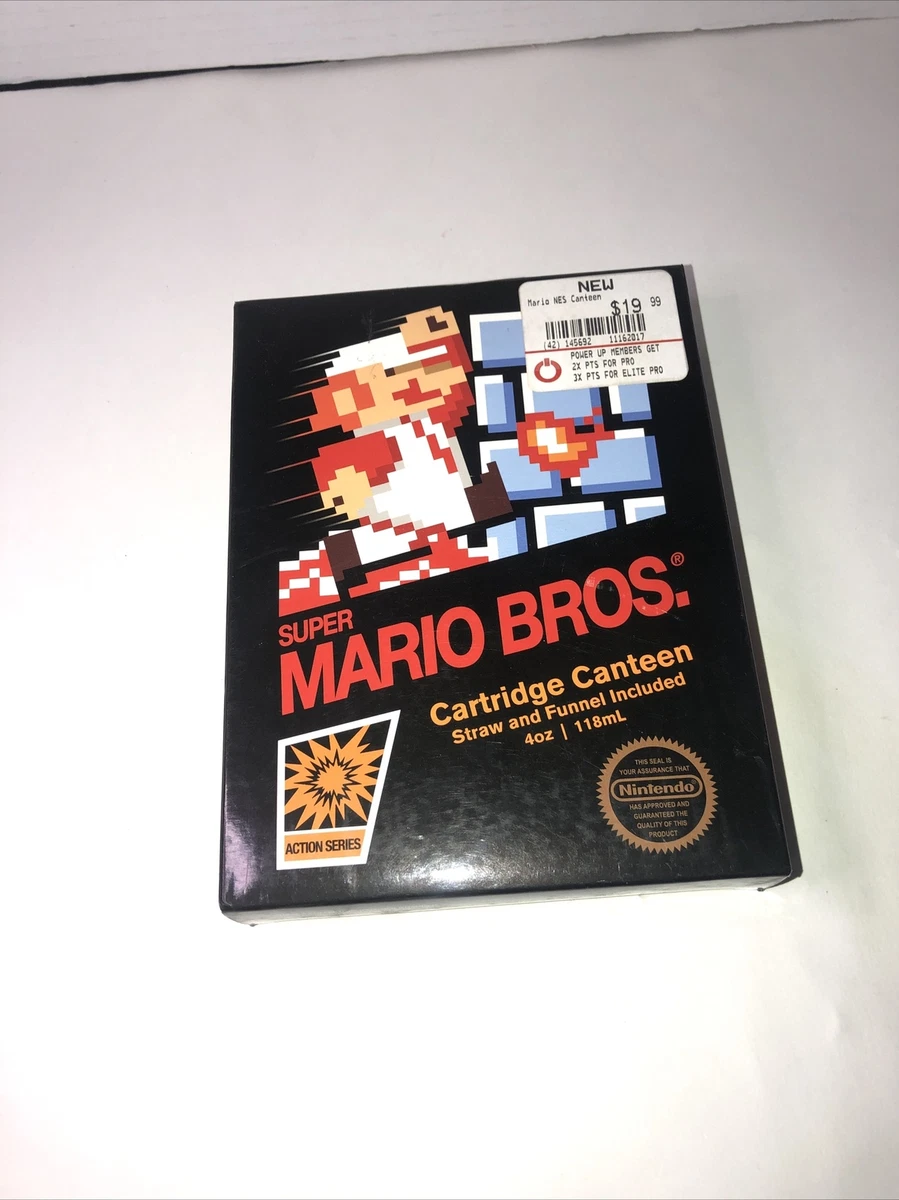 NEW
Mario NES Canteen
$19 99
(42) 145692 11162017
POWER UP MEMBERS GET
2X PTS FOR PRO
3X PTS FOR ELITE PRO
SUPER
MARIO BROS.®
Cartridge Canteen
Straw and Funnel Included
4oz | 118mL
ACTION SERIES
THIS SEAL IS
YOUR ASSURANCE THAT
Nintendo®
HAS APPROVED AND
GUARANTEED THE
QUALITY OF THIS
PRODUCT